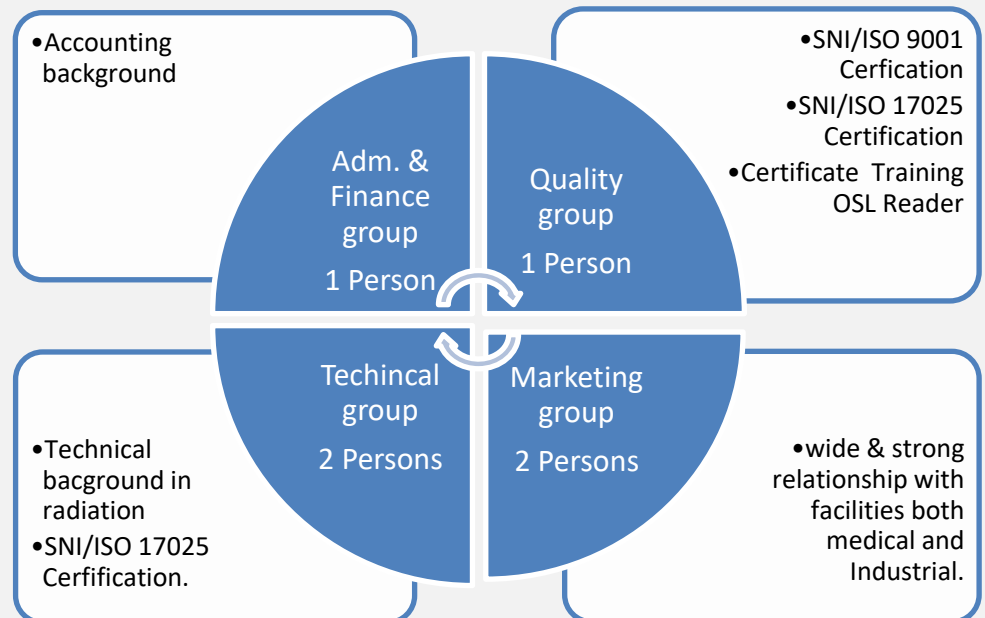 •Accounting
background
Adm. &
Finance
group
1 Person
Quality
group
1 Person
•SNI/ISO 9001
Cerfication
•SNI/ISO 17025
Certification
•Certificate Training
OSL Reader
•Technical
bacground in
radiation
•SNI/ISO 17025
Cerfification.
Techincal
group
2 Persons
Marketing
group
2 Persons
•wide & strong
relationship with
facilities both
medical and
Industrial.